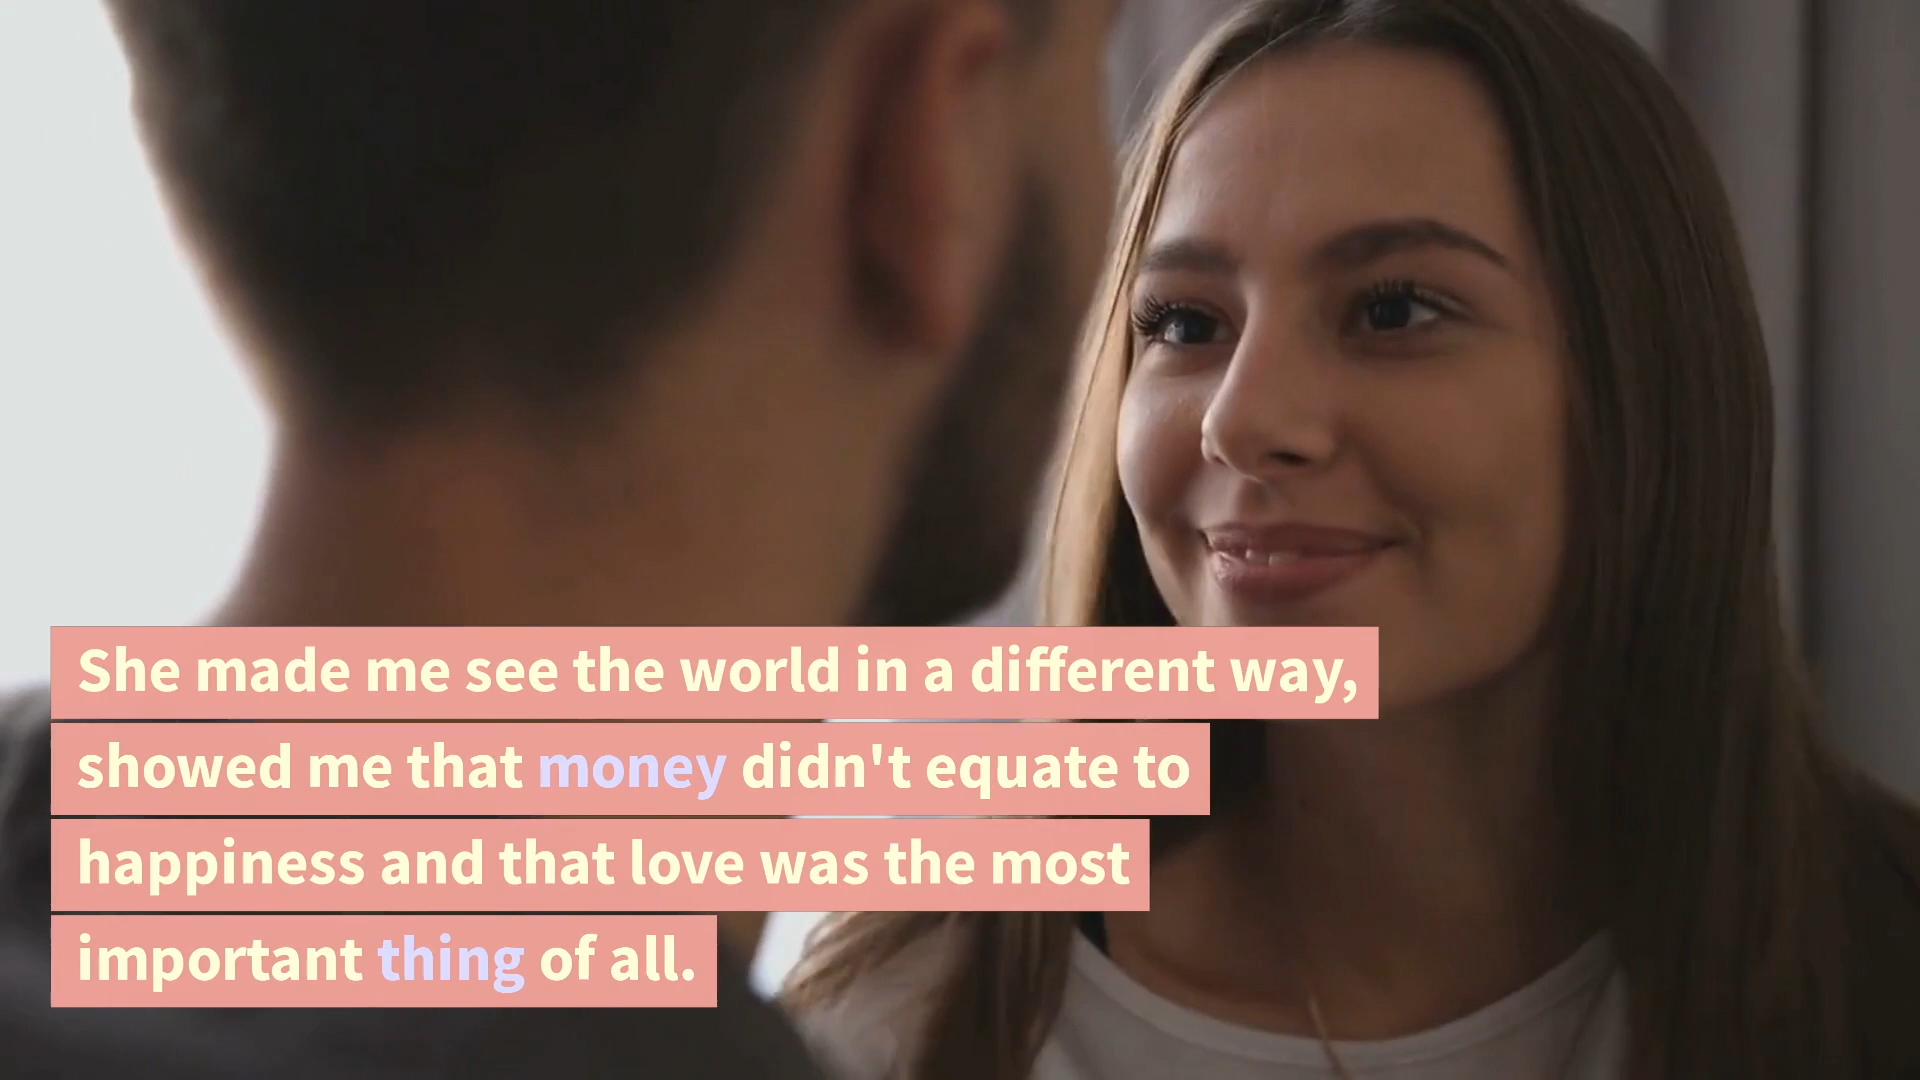 She made me see the world in a different way,
showed me that money didn't equate to
happiness and that love was the most
important thing of all.